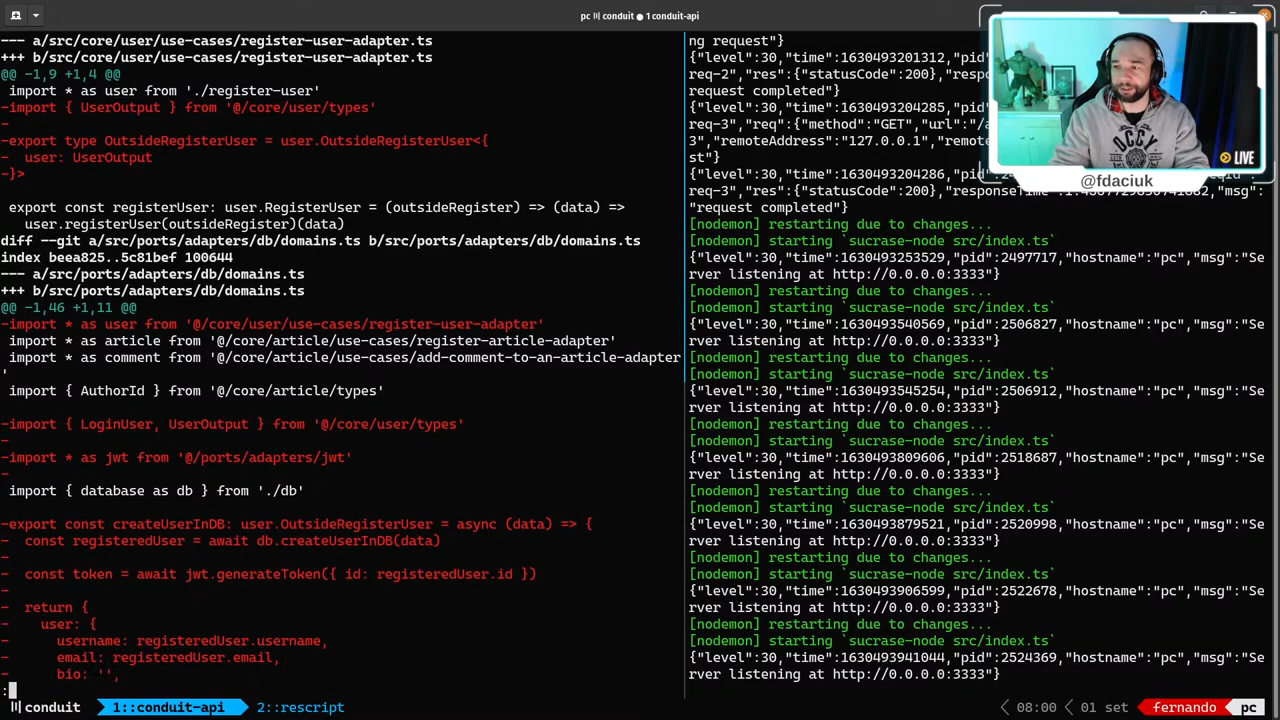 pc conduit ● 1 conduit-api
--- a/src/core/user/use-cases/register-user-adapter.ts
+++ b/src/core/user/use-cases/register-user-adapter.ts
@@ -1,9 +1,4 @@
import * as user from './register-user'
-import { UserOutput } from '@/core/user/types'
-
-export type OutsideRegisterUser = user.OutsideRegisterUser<{
-  user: UserOutput
-}>

export const registerUser: user.RegisterUser = (outsideRegister) => (data) =>
  user.registerUser(outsideRegister)(data)
diff --git a/src/ports/adapters/db/domains.ts b/src/ports/adapters/db/domains.ts
index beea825..5c81bef 100644
--- a/src/ports/adapters/db/domains.ts
+++ b/src/ports/adapters/db/domains.ts
@@ -1,46 +1,11 @@
-import * as user from '@/core/user/use-cases/register-user-adapter'
import * as article from '@/core/article/use-cases/register-article-adapter'
import * as comment from '@/core/article/use-cases/add-comment-to-an-article-adapter
'
import { AuthorId } from '@/core/article/types'

-import { LoginUser, UserOutput } from '@/core/user/types'
-
-import * as jwt from '@/ports/adapters/jwt'
-
import { database as db } from './db'

-export const createUserInDB: user.OutsideRegisterUser = async (data) => {
-  const registeredUser = await db.createUserInDB(data)
-
-  const token = await jwt.generateToken({ id: registeredUser.id })
-
-  return {
-    user: {
-      username: registeredUser.username,
-      email: registeredUser.email,
-      bio: '',
:
ng request"}
{"level":30,"time":1630493201312,"pid
req-2","res":{"statusCode":200},"respo
request completed"}
{"level":30,"time":1630493204285,"pid
req-3","req":{"method":"GET","url":"/a
3","remoteAddress":"127.0.0.1","remot
st"}
{"level":30,"time":1630493204286,"pid":2
req-3","res":{"statusCode":200},"responseTime":
"msg":
"request completed"}
[nodemon] restarting due to changes...
[nodemon] starting `sucrase-node src/index.ts`
{"level":30,"time":1630493253529,"pid":2497717,"hostname":"pc","msg":"Se
rver listening at http://0.0.0.0:3333"}
[nodemon] restarting due to changes...
[nodemon] starting `sucrase-node src/index.ts`
{"level":30,"time":1630493540569,"pid":2506827,"hostname":"pc","msg":"Se
rver listening at http://0.0.0.0:3333"}
[nodemon] restarting due to changes...
[nodemon] starting `sucrase-node src/index.ts`
{"level":30,"time":1630493545254,"pid":2506912,"hostname":"pc","msg":"Se
rver listening at http://0.0.0.0:3333"}
[nodemon] restarting due to changes...
[nodemon] starting `sucrase-node src/index.ts`
{"level":30,"time":1630493809606,"pid":2518687,"hostname":"pc","msg":"Se
rver listening at http://0.0.0.0:3333"}
[nodemon] restarting due to changes...
[nodemon] starting `sucrase-node src/index.ts`
{"level":30,"time":1630493879521,"pid":2520998,"hostname":"pc","msg":"Se
rver listening at http://0.0.0.0:3333"}
[nodemon] restarting due to changes...
[nodemon] starting `sucrase-node src/index.ts`
{"level":30,"time":1630493906599,"pid":2522678,"hostname":"pc","msg":"Se
rver listening at http://0.0.0.0:3333"}
[nodemon] restarting due to changes...
[nodemon] starting `sucrase-node src/index.ts`
{"level":30,"time":1630493941044,"pid":2524369,"hostname":"pc","msg":"Se
rver listening at http://0.0.0.0:3333"}
OCCY
LIVE
@fdaciuk
conduit 1::conduit-api 2::rescript 08:00 01 set fernando pc